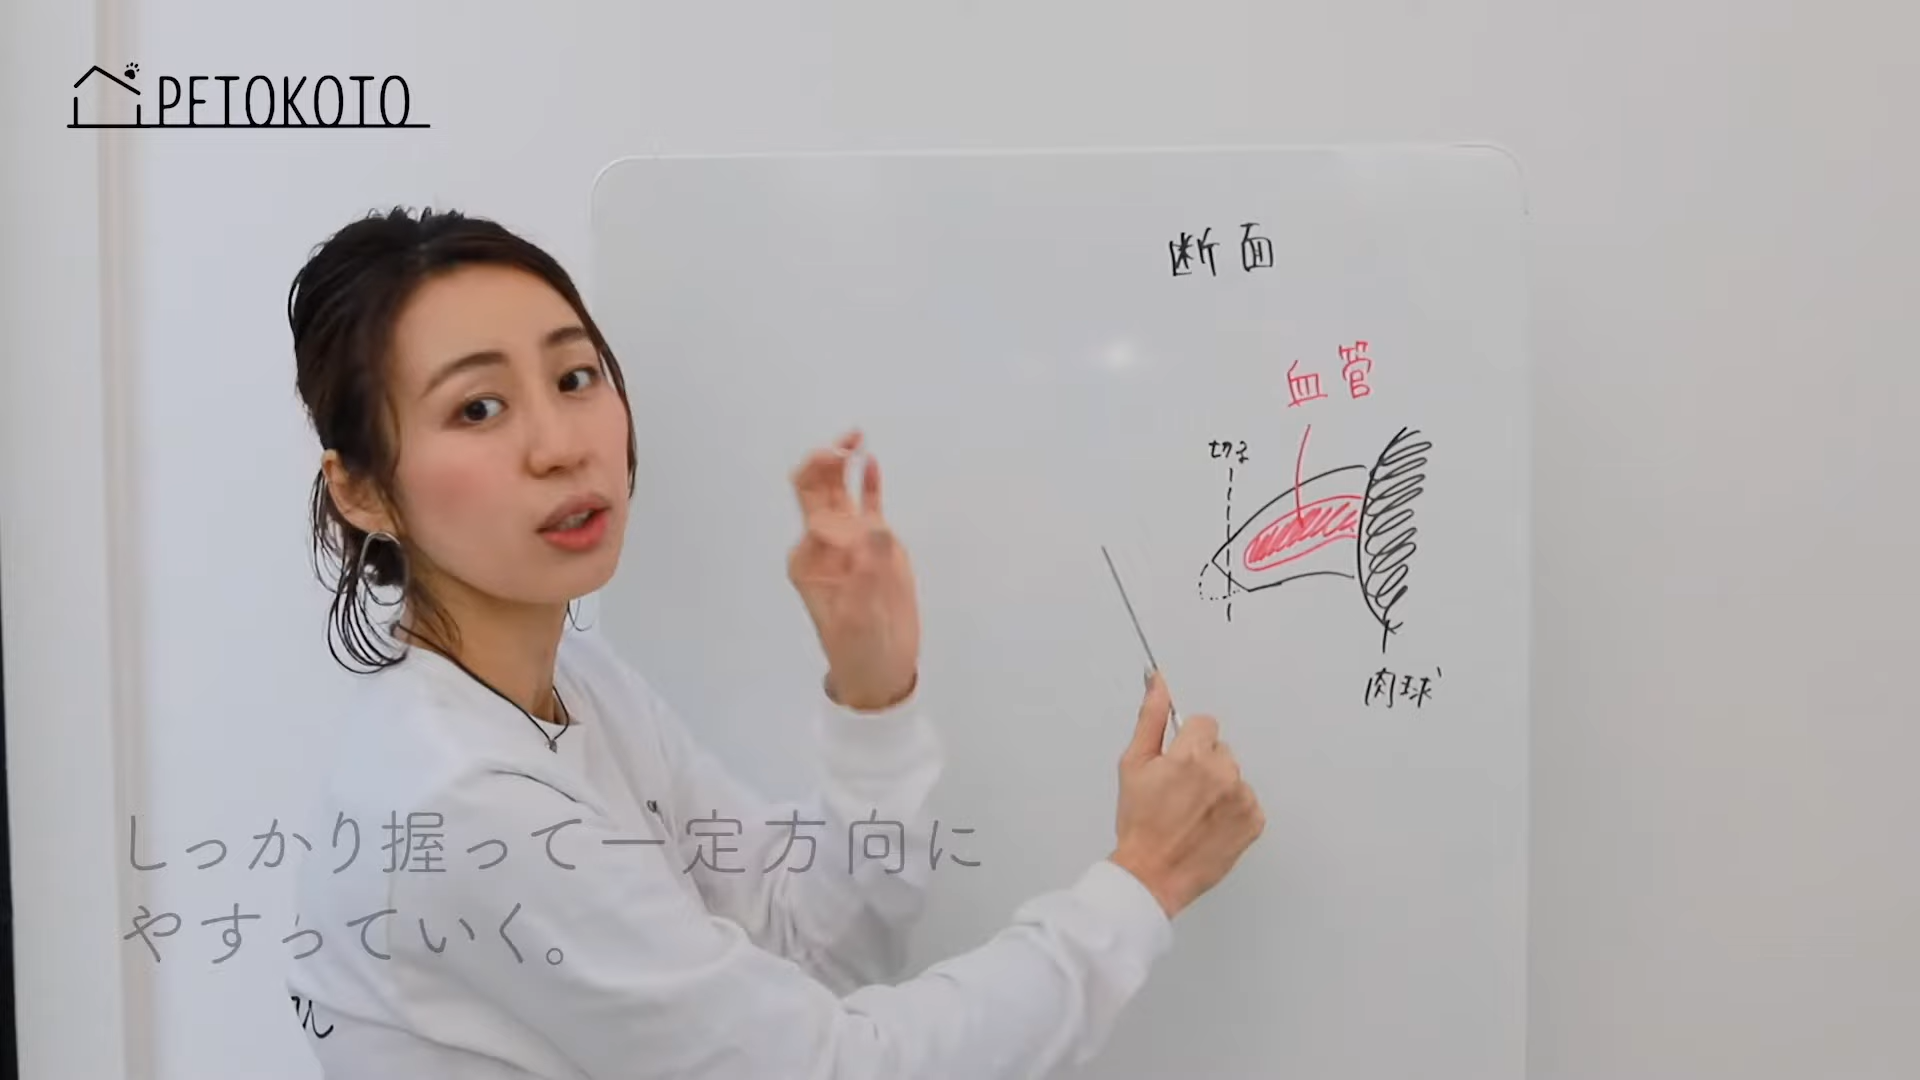 PETOKOTO
断面
血管
切る
肉球
しっかり握って一定方向に
やすっていく。